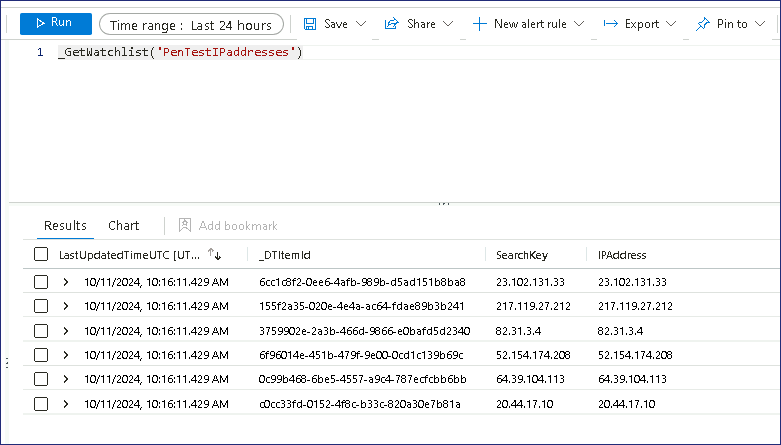 Run Time range : Last 24 hours Save Share New alert rule Export Pin to
1 _GetWatchlist('PenTestIPaddresses')
Results Chart Add bookmark
LastUpdatedTimeUTC [UT... _DTItemId SearchKey IPAddress
10/11/2024, 10:16:11.429 AM 6cc1c8f2-0ee6-4afb-989b-d5ad151b8ba8 23.102.131.33 23.102.131.33
10/11/2024, 10:16:11.429 AM 155f2a35-020e-4e4a-ac64-fdae89b3b241 217.119.27.212 217.119.27.212
10/11/2024, 10:16:11.429 AM 3759902e-2a3b-466d-9866-e0bafd5d2340 82.31.3.4 82.31.3.4
10/11/2024, 10:16:11.429 AM 6f96014e-451b-479f-9e00-0cd1c139b69c 52.154.174.208 52.154.174.208
10/11/2024, 10:16:11.429 AM 0c99b468-6be5-4557-a9c4-787ecfcbb6bb 64.39.104.113 64.39.104.113
10/11/2024, 10:16:11.429 AM c0cc33fd-0152-4f8c-b33c-820a30e7b81a 20.44.17.10 20.44.17.10